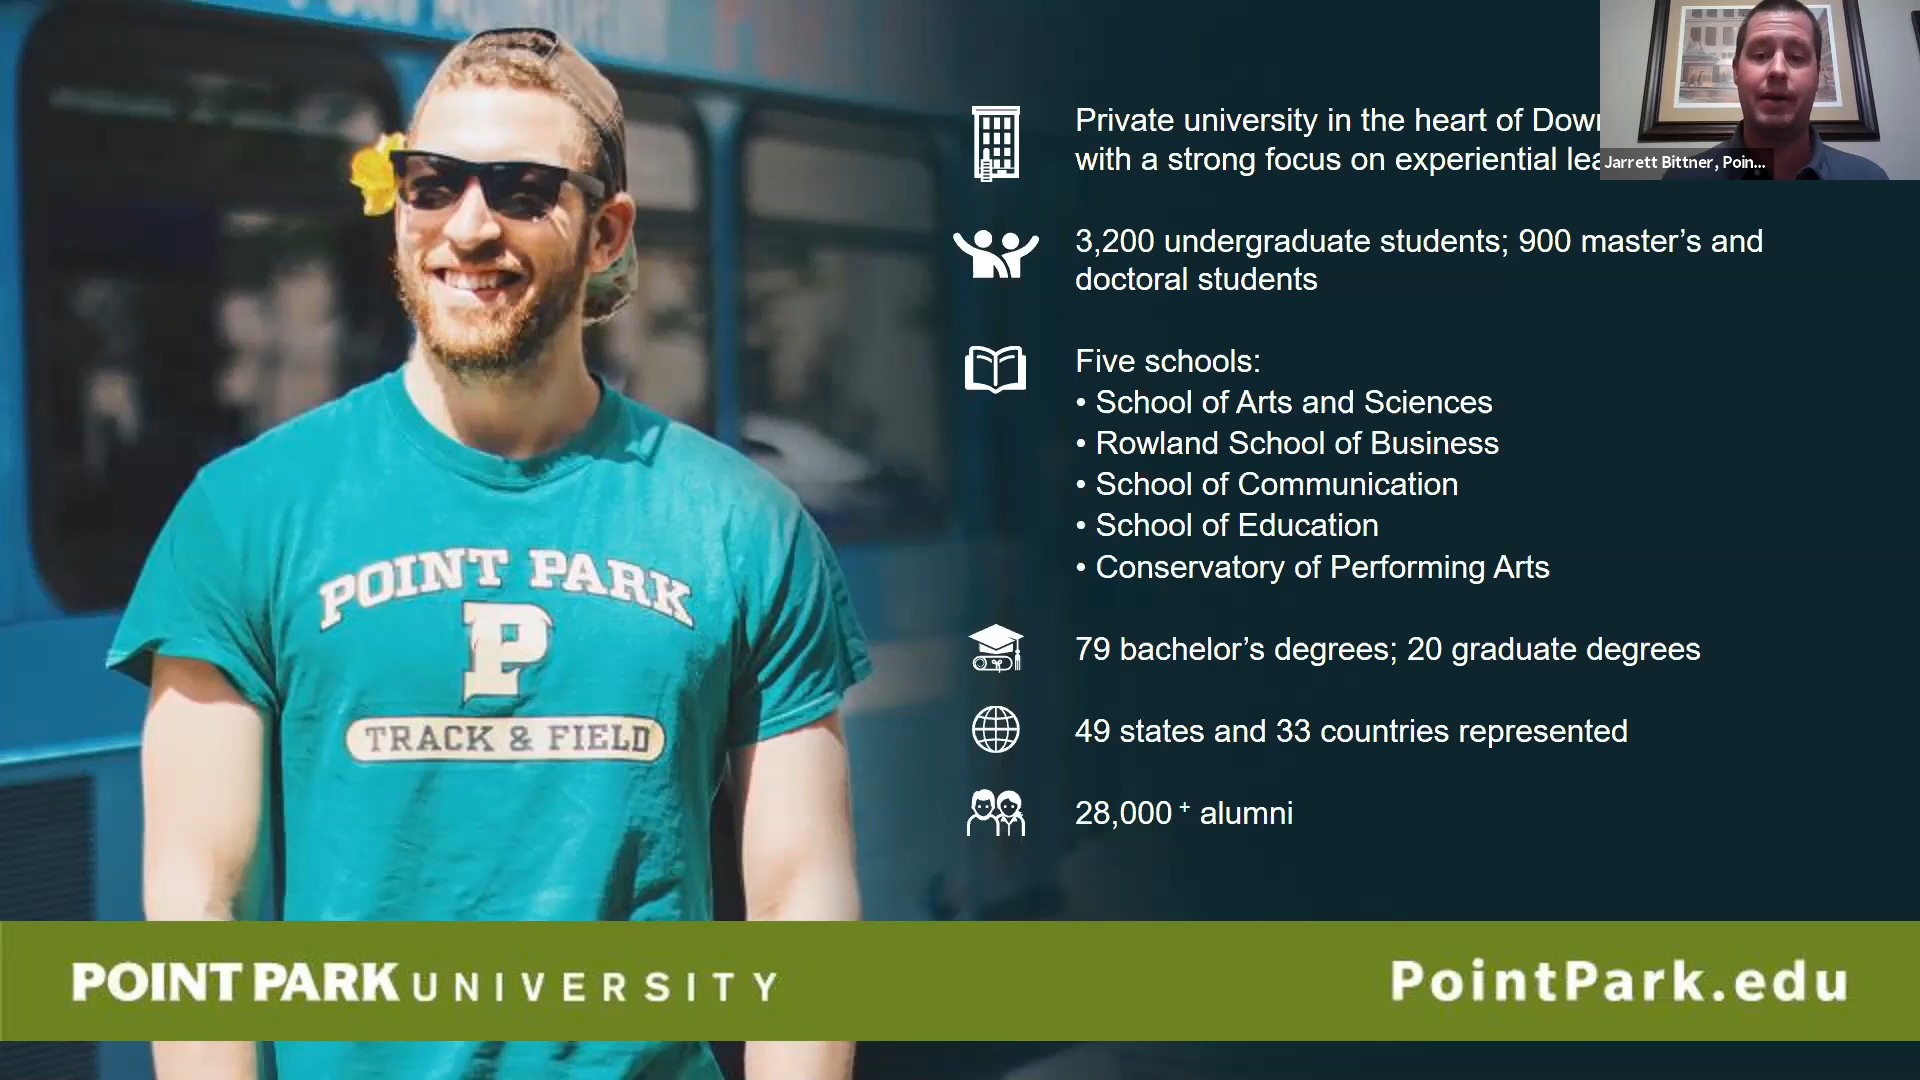 Private university in the heart of
with a strong focus on experiential
Jarrett Bittner, Poin...
3,200 undergraduate students; 900 master’s and
doctoral students
Five schools:
• School of Arts and Sciences
• Rowland School of Business
• School of Communication
• School of Education
• Conservatory of Performing Arts
79 bachelor’s degrees; 20 graduate degrees
49 states and 33 countries represented
28,000 + alumni
POINT PARK
P
TRACK & FIELD
POINT PARK UNIVERSITY
PointPark.edu